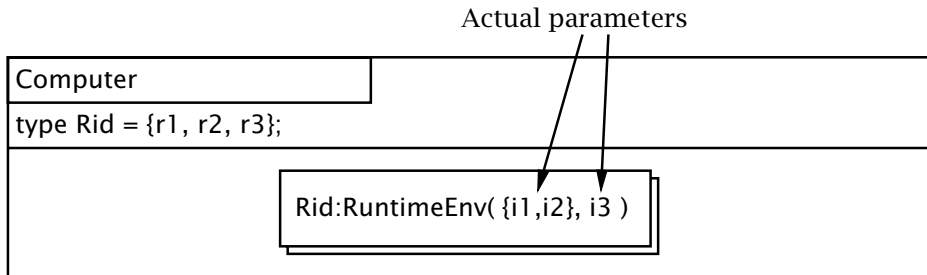 Actual parameters
Computer
type Rid = {r1, r2, r3};
Rid:RuntimeEnv( {i1,i2}, i3 )